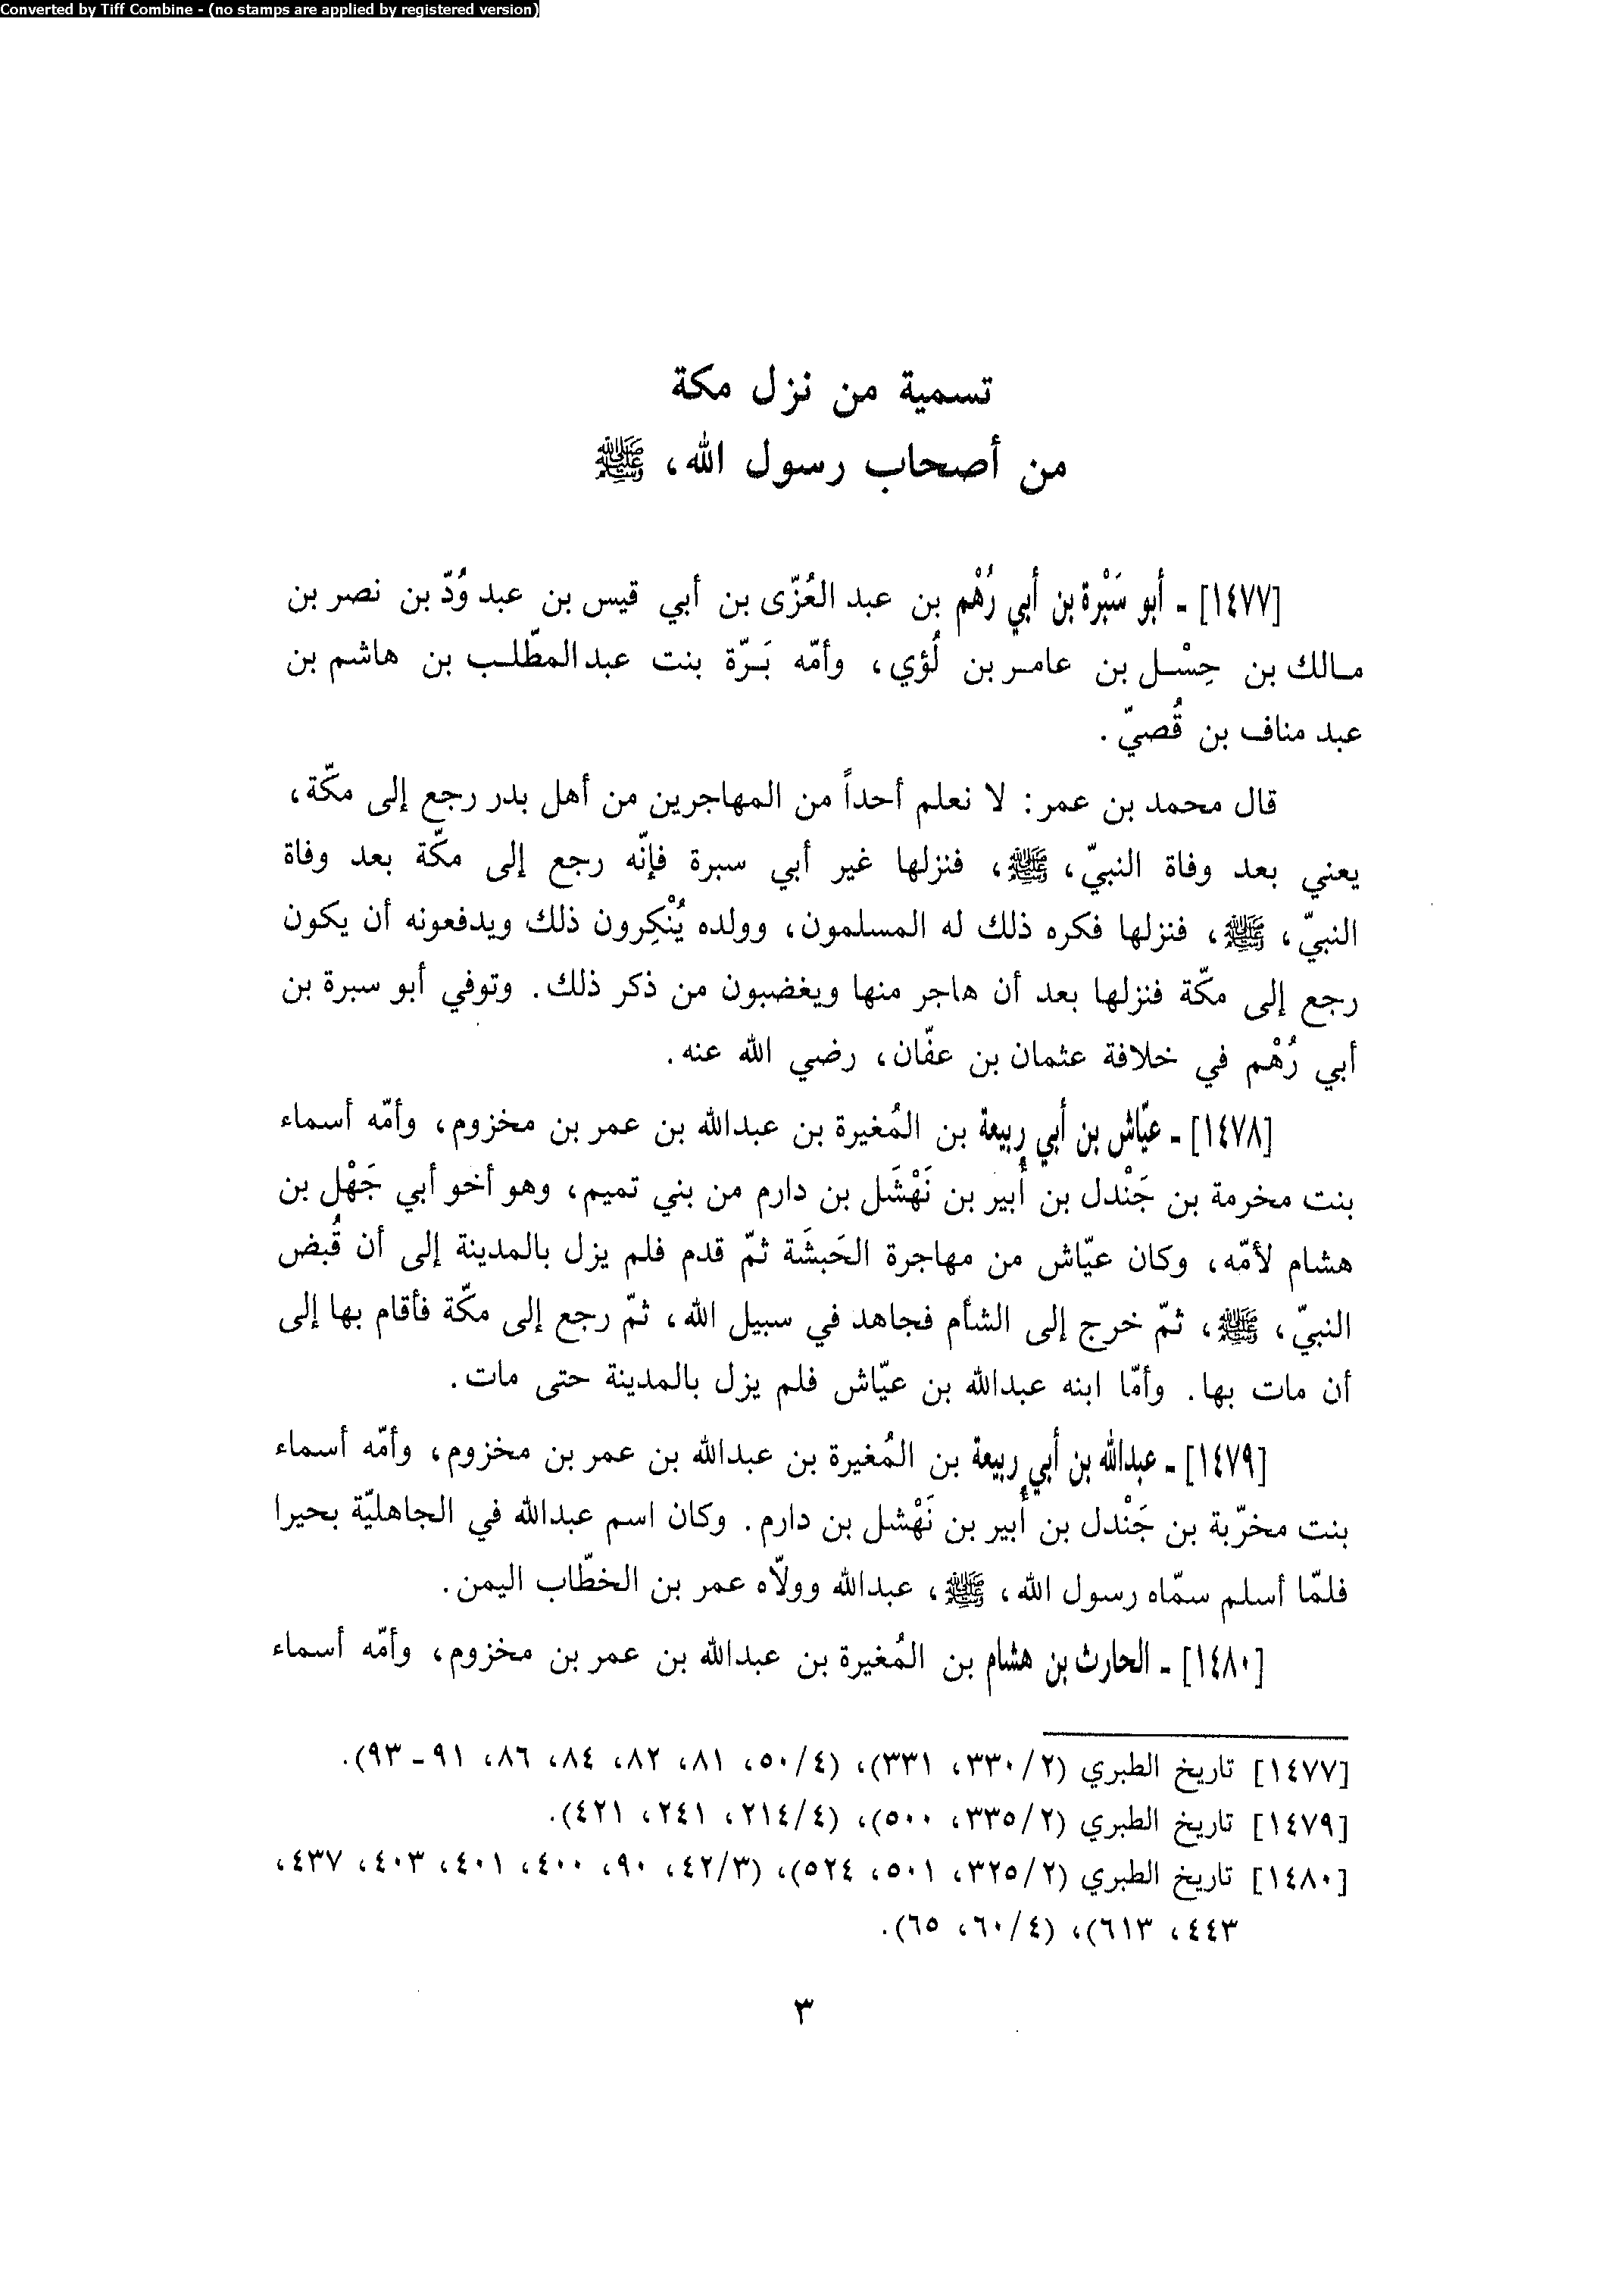 Converted by Tiff Combine - (no stamps are applied by registered version)
تسمية من نزل مكة
من أصحاب رسول الله، ﷺ
[١٤٧٧] ـ أبو سَبْرة بن أبي رُهْم بن عبد العُزّى بن أبي قيس بن عبد وُدّ بن نصر بن
مالك بن حِسْل بن عامر بن لُؤي، وأمّه بَرّة بنت عبدالمطّلب بن هاشم بن
عبد مناف بن قُصيّ.
قال محمد بن عمر: لا نعلم أحداً من المهاجرين من أهل بدر رجع إلى مكّة،
يعني بعد وفاة النبيّ، ﷺ، فنزلها غير أبي سبرة فإنّه رجع إلى مكّة بعد وفاة
النبيّ، ﷺ، فنزلها فكره ذلك له المسلمون، وولده يُنْكِرون ذلك ويدفعونه أن يكون
رجع إلى مكّة فنزلها بعد أن هاجر منها ويغضبون من ذكر ذلك. وتوفي أبو سبرة بن
أبي رُهْم في خلافة عثمان بن عفّان، رضي الله عنه.
[١٤٧٨] ـ عيّاش بن أبي ربيعة بن المُغيرة بن عبدالله بن عمر بن مخزوم، وأمّه أسماء
بنت مخرمة بن جَنْدل بن أُبير بن نَهْشَل بن دارم من بني تميم، وهو أخو أبي جَهْل بن
هشام لأمّه، وكان عيّاش من مهاجرة الحَبشَة ثمّ قدم فلم يزل بالمدينة إلى أن قُبض
النبيّ، ﷺ، ثمّ خرج إلى الشأم فجاهد في سبيل الله، ثمّ رجع إلى مكّة فأقام بها إلى
أن مات بها. وأمّا ابنه عبدالله بن عيّاش فلم يزل بالمدينة حتى مات.
[١٤٧٩] ـ عبدالله بن أبي ربيعة بن المُغيرة بن عبدالله بن عمر بن مخزوم، وأمّه أسماء
بنت مخرّبة بن جَنْدل بن أُبير بن نَهْشل بن دارم. وكان اسم عبدالله في الجاهليّة بحيرا
فلمّا أسلم سمّاه رسول الله، ﷺ، عبدالله وولاّه عمر بن الخطّاب اليمن.
[١٤٨٠] ـ الحارث بن هشام بن المُغيرة بن عبدالله بن عمر بن مخزوم، وأمّه أسماء
[١٤٧٧] تاريخ الطبري (٣٣٠/٢، ٣٣١)، (٥٠/٤، ٨١، ٨٢، ٨٤، ٨٦، ٩١ ـ ٩٣).
[١٤٧٩] تاريخ الطبري (٣٣٥/٢، ٥٠٠)، (٢١٤/٤، ٢٤١، ٤٢١).
[١٤٨٠] تاريخ الطبري (٣٢٥/٢، ٥٠١، ٥٢٤)، (٤٢/٣، ٩٠، ٤٠٠، ٤٠١، ٤٠٣، ٤٣٧،
٤٤٣، ٦١٣)، (٦٠/٤، ٦٥).
٣